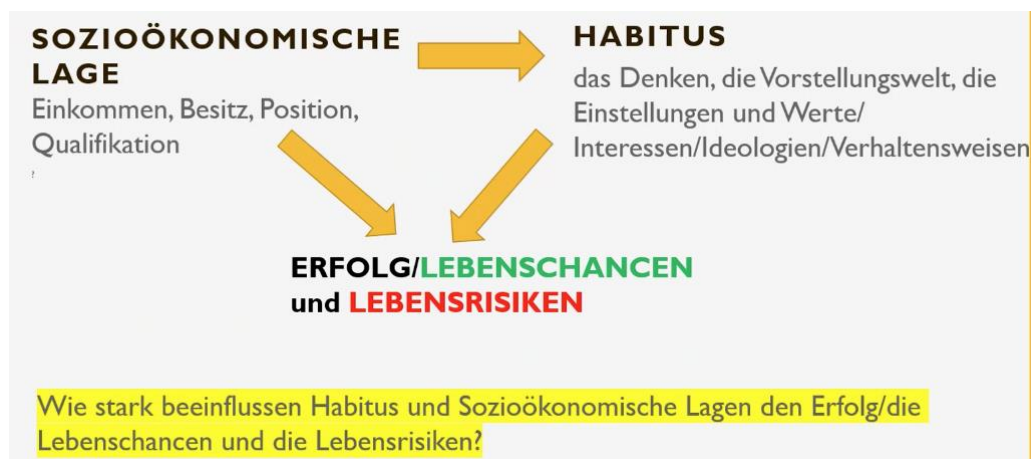 SOZIOÖKONOMISCHE
LAGE
Einkommen, Besitz, Position,
Qualifikation
HABITUS
das Denken, die Vorstellungswelt, die
Einstellungen und Werte/
Interessen/Ideologien/Verhaltensweisen
ERFOLG/LEBENSCHANCEN
und LEBENSRISIKEN
Wie stark beeinflussen Habitus und Sozioökonomische Lagen den Erfolg/die
Lebenschancen und die Lebensrisiken?